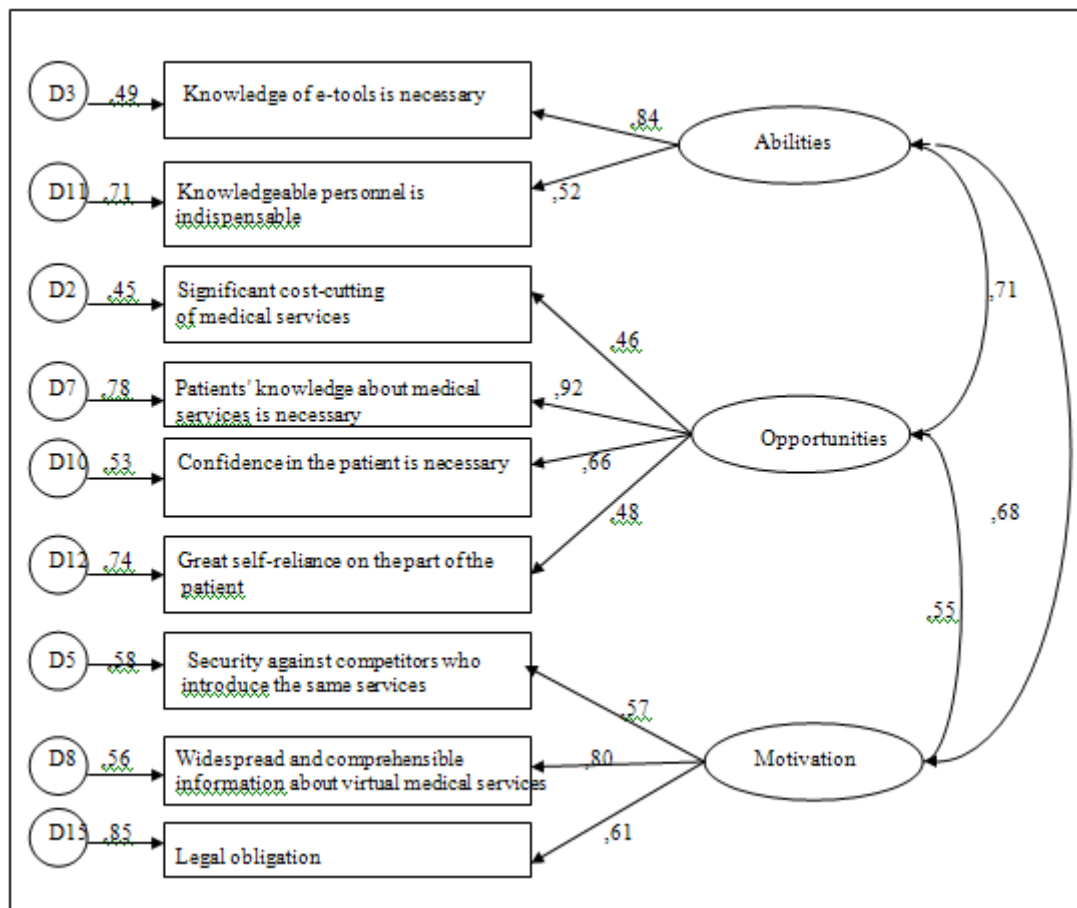 D3
,49
Knowledge of e-tools is necessary
,84
Abilities
D11
,71
Knowledgeable personnel is
indispensable
,52
D2
,45
Significant cost-cutting
of medical services
,46
,71
D7
,78
Patients' knowledge about medical
services is necessary
,92
Opportunities
D10
,53
Confidence in the patient is necessary
,66
,48
,68
D12
,74
Great self-reliance on the part of the
patient
,55
D5
,58
Security against competitors who
introduce the same services
,57
D8
,56
Widespread and comprehensible
information about virtual medical services
,80
Motivation
D15
,85
Legal obligation
,61